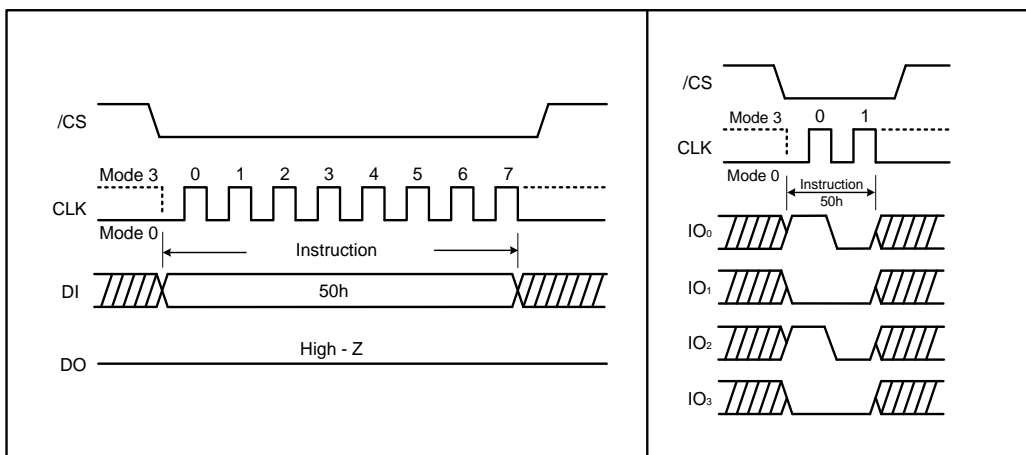 /CS
Mode 3 0 1 2 3 4 5 6 7
CLK
Mode 0
Instruction
DI 50h
High - Z
DO
/CS
Mode 3 0 1
CLK
Mode 0 Instruction
50h
IO₀
IO₁
IO₂
IO₃